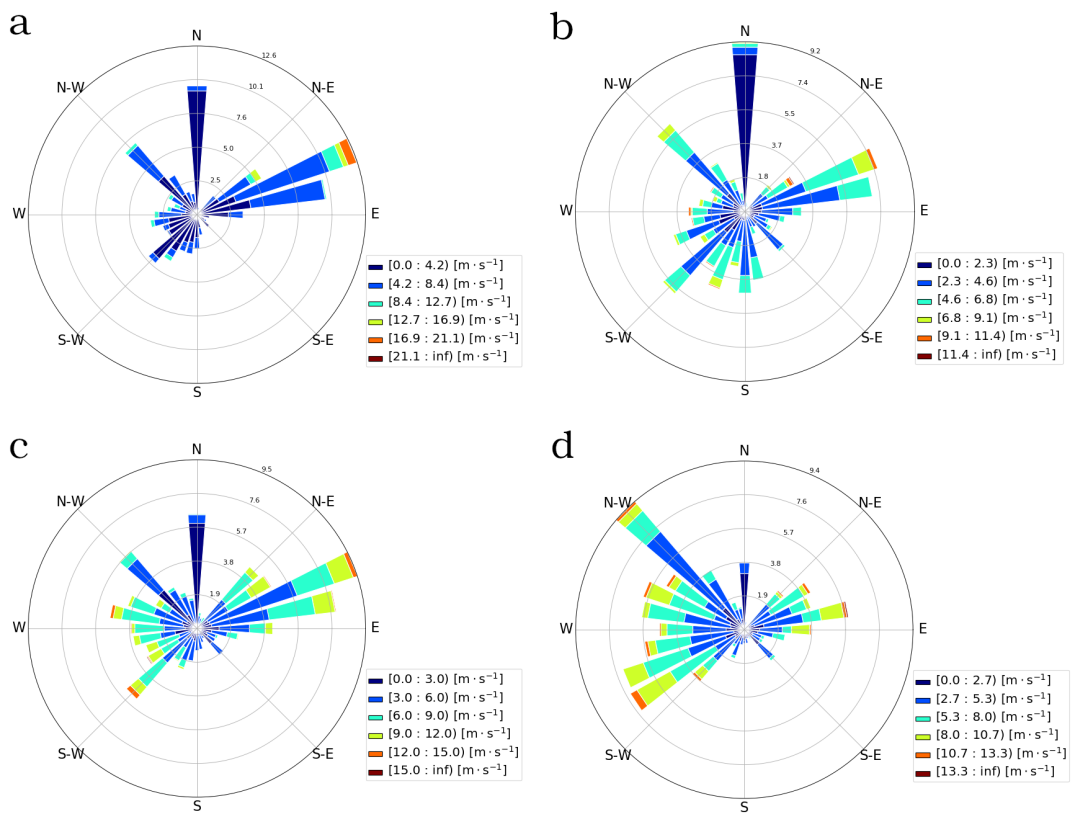 a
N
12.6
N-W
N-E
10.1
7.6
5.0
2.5
W
E
S-W
S-E
S
[0.0 : 4.2) [m · s⁻¹]
[4.2 : 8.4) [m · s⁻¹]
[8.4 : 12.7) [m · s⁻¹]
[12.7 : 16.9) [m · s⁻¹]
[16.9 : 21.1) [m · s⁻¹]
[21.1 : inf) [m · s⁻¹]
b
N
9.2
N-W
N-E
7.4
5.5
3.7
1.8
W
E
S-W
S-E
S
[0.0 : 2.3) [m · s⁻¹]
[2.3 : 4.6) [m · s⁻¹]
[4.6 : 6.8) [m · s⁻¹]
[6.8 : 9.1) [m · s⁻¹]
[9.1 : 11.4) [m · s⁻¹]
[11.4 : inf) [m · s⁻¹]
c
N
9.5
N-W
N-E
7.6
5.7
3.8
1.9
W
E
S-W
S-E
S
[0.0 : 3.0) [m · s⁻¹]
[3.0 : 6.0) [m · s⁻¹]
[6.0 : 9.0) [m · s⁻¹]
[9.0 : 12.0) [m · s⁻¹]
[12.0 : 15.0) [m · s⁻¹]
[15.0 : inf) [m · s⁻¹]
d
N
9.4
N-W
N-E
7.6
5.7
3.8
1.9
W
E
S-W
S-E
S
[0.0 : 2.7) [m · s⁻¹]
[2.7 : 5.3) [m · s⁻¹]
[5.3 : 8.0) [m · s⁻¹]
[8.0 : 10.7) [m · s⁻¹]
[10.7 : 13.3) [m · s⁻¹]
[13.3 : inf) [m · s⁻¹]